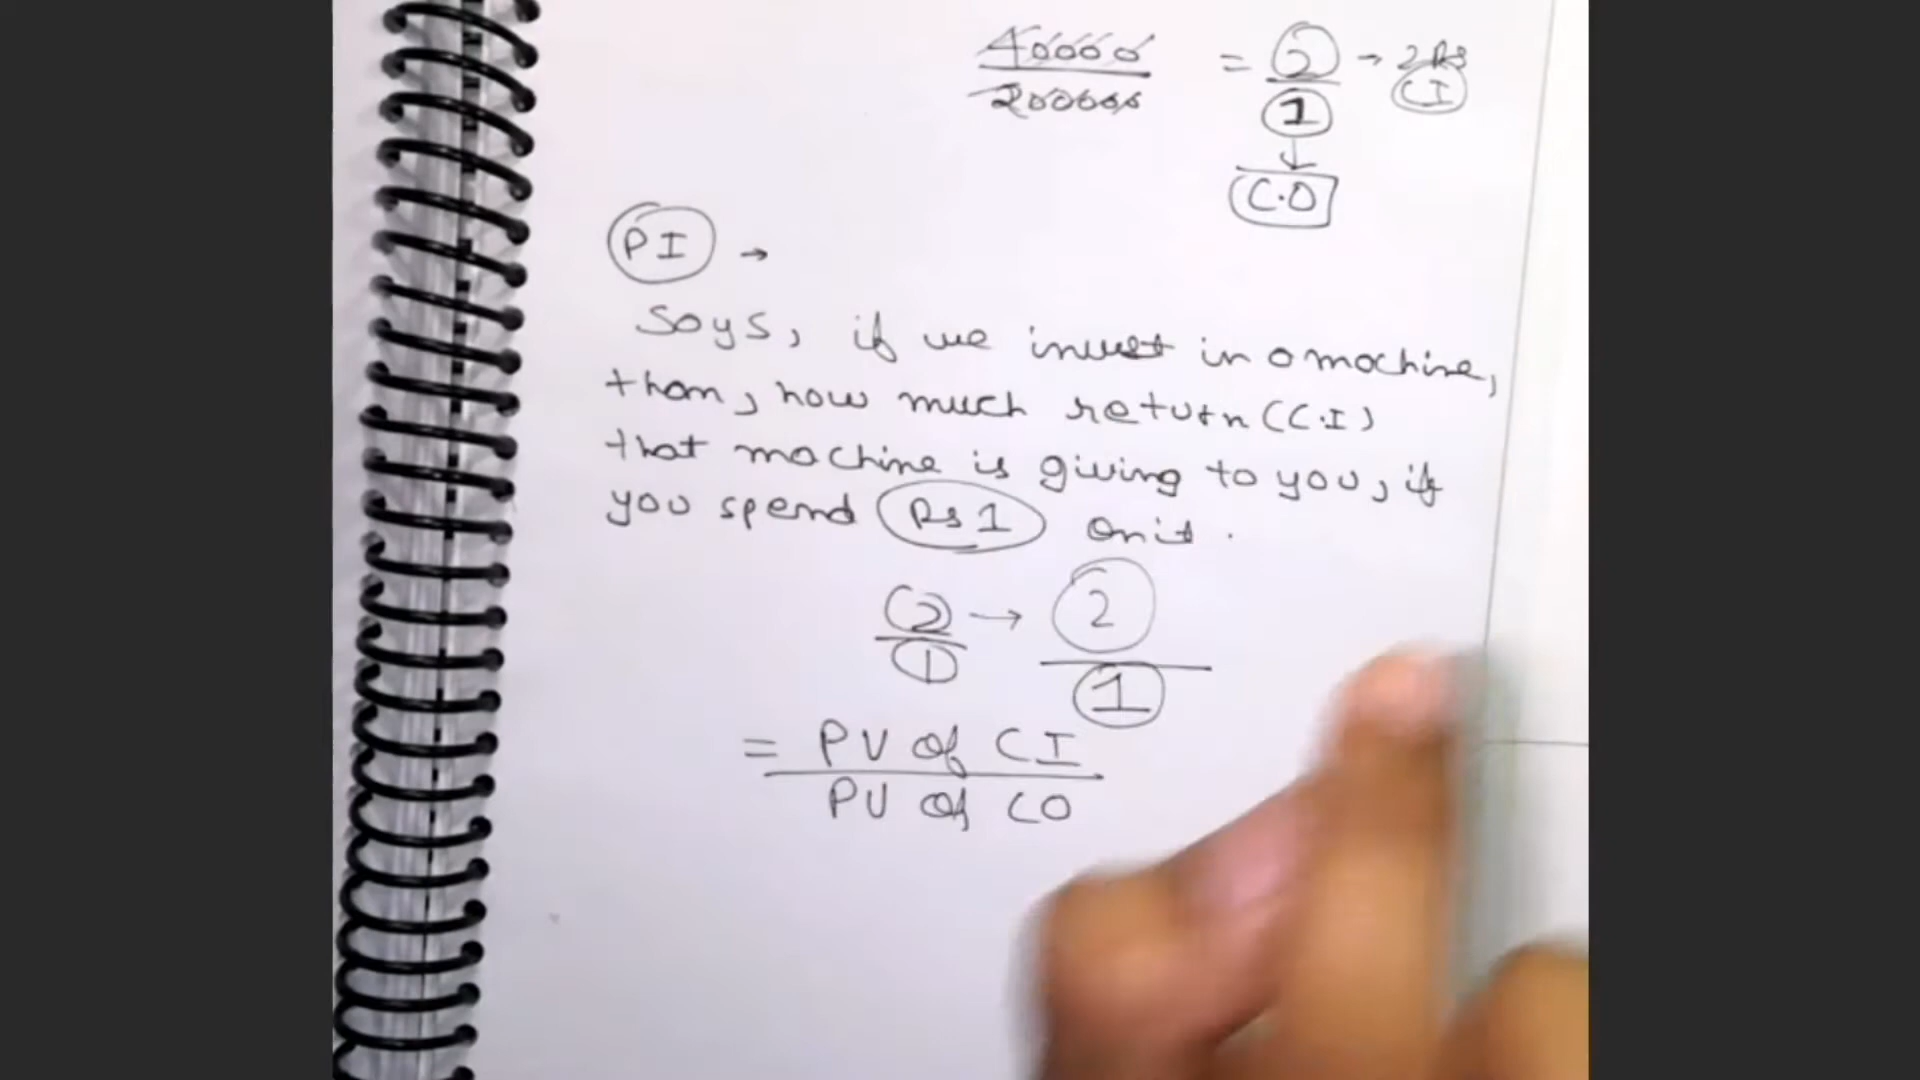 40000 = 2 → 2 Rs
200000 1 CI
↓
C.O
PI →
Says, if we invest in a machine,
than, how much return (C.I)
that machine is giving to you, if
you spend Rs 1 on it.
2 → 2
1 1
= PV of CI
PV of CO